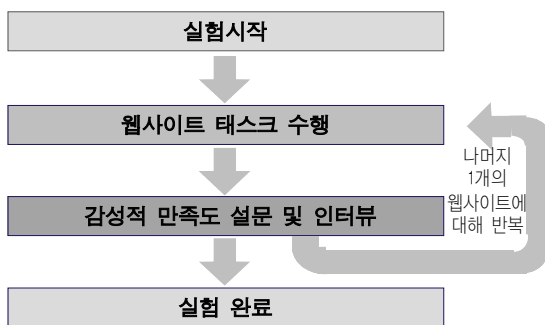 실험시작
웹사이트 태스크 수행
나머지
1개의
웹사이트에
대해 반복
감성적 만족도 설문 및 인터뷰
실험 완료